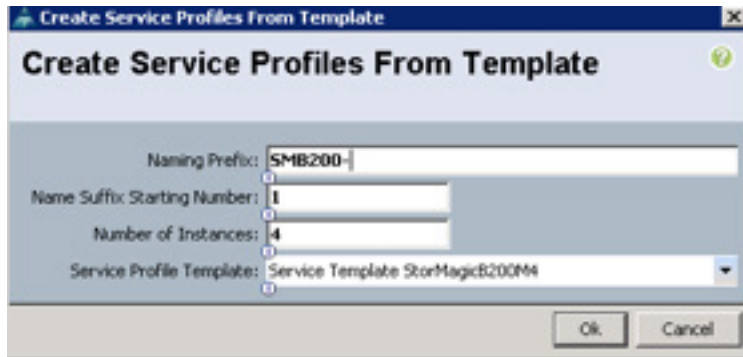 Create Service Profiles From Template
Create Service Profiles From Template
Naming Prefix: SMB200-
Name Suffix Starting Number: 1
Number of Instances: 4
Service Profile Template: Service Template StorMagicB200M4
Ok Cancel